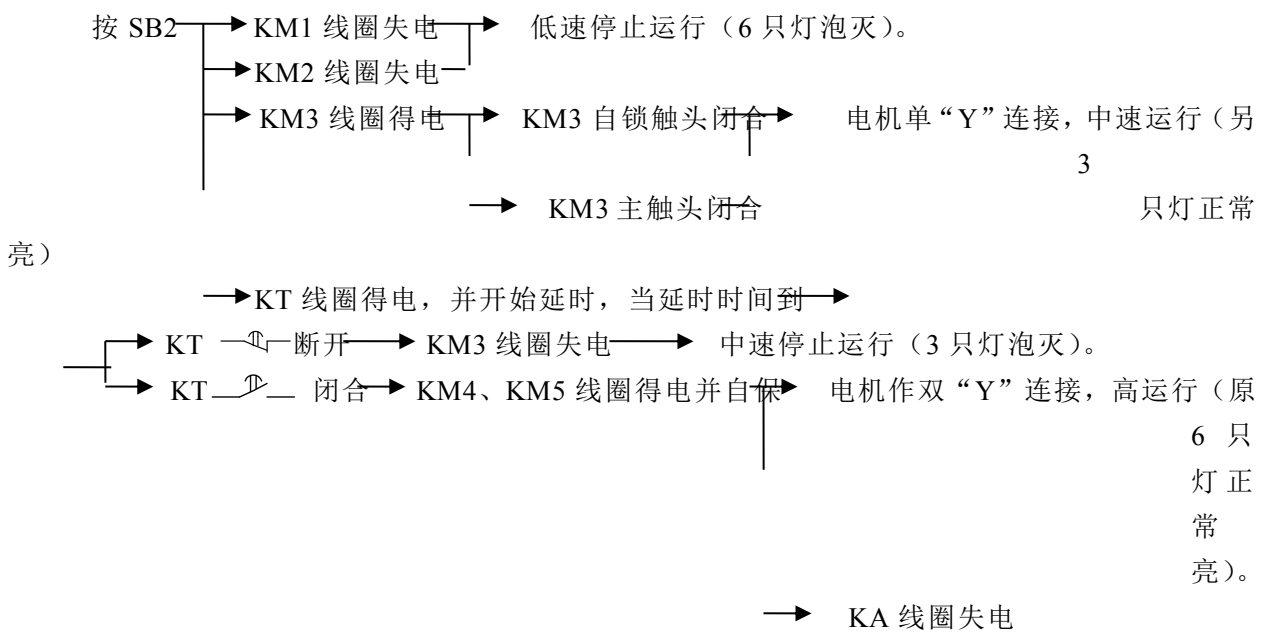 按 SB2 KM1 线圈失电 低速停止运行（6 只灯泡灭）。
KM2 线圈失电
KM3 线圈得电 KM3 自锁触头闭合 电机单“Y”连接，中速运行（另
3
KM3 主触头闭合 只灯正常
亮）
KT 线圈得电，并开始延时，当延时时间到
KT 断开 KM3 线圈失电 中速停止运行（3 只灯泡灭）。
KT 闭合 KM4、KM5 线圈得电并自保 电机作双“Y”连接，高运行（原
6 只
灯正
常
亮）。
KA 线圈失电